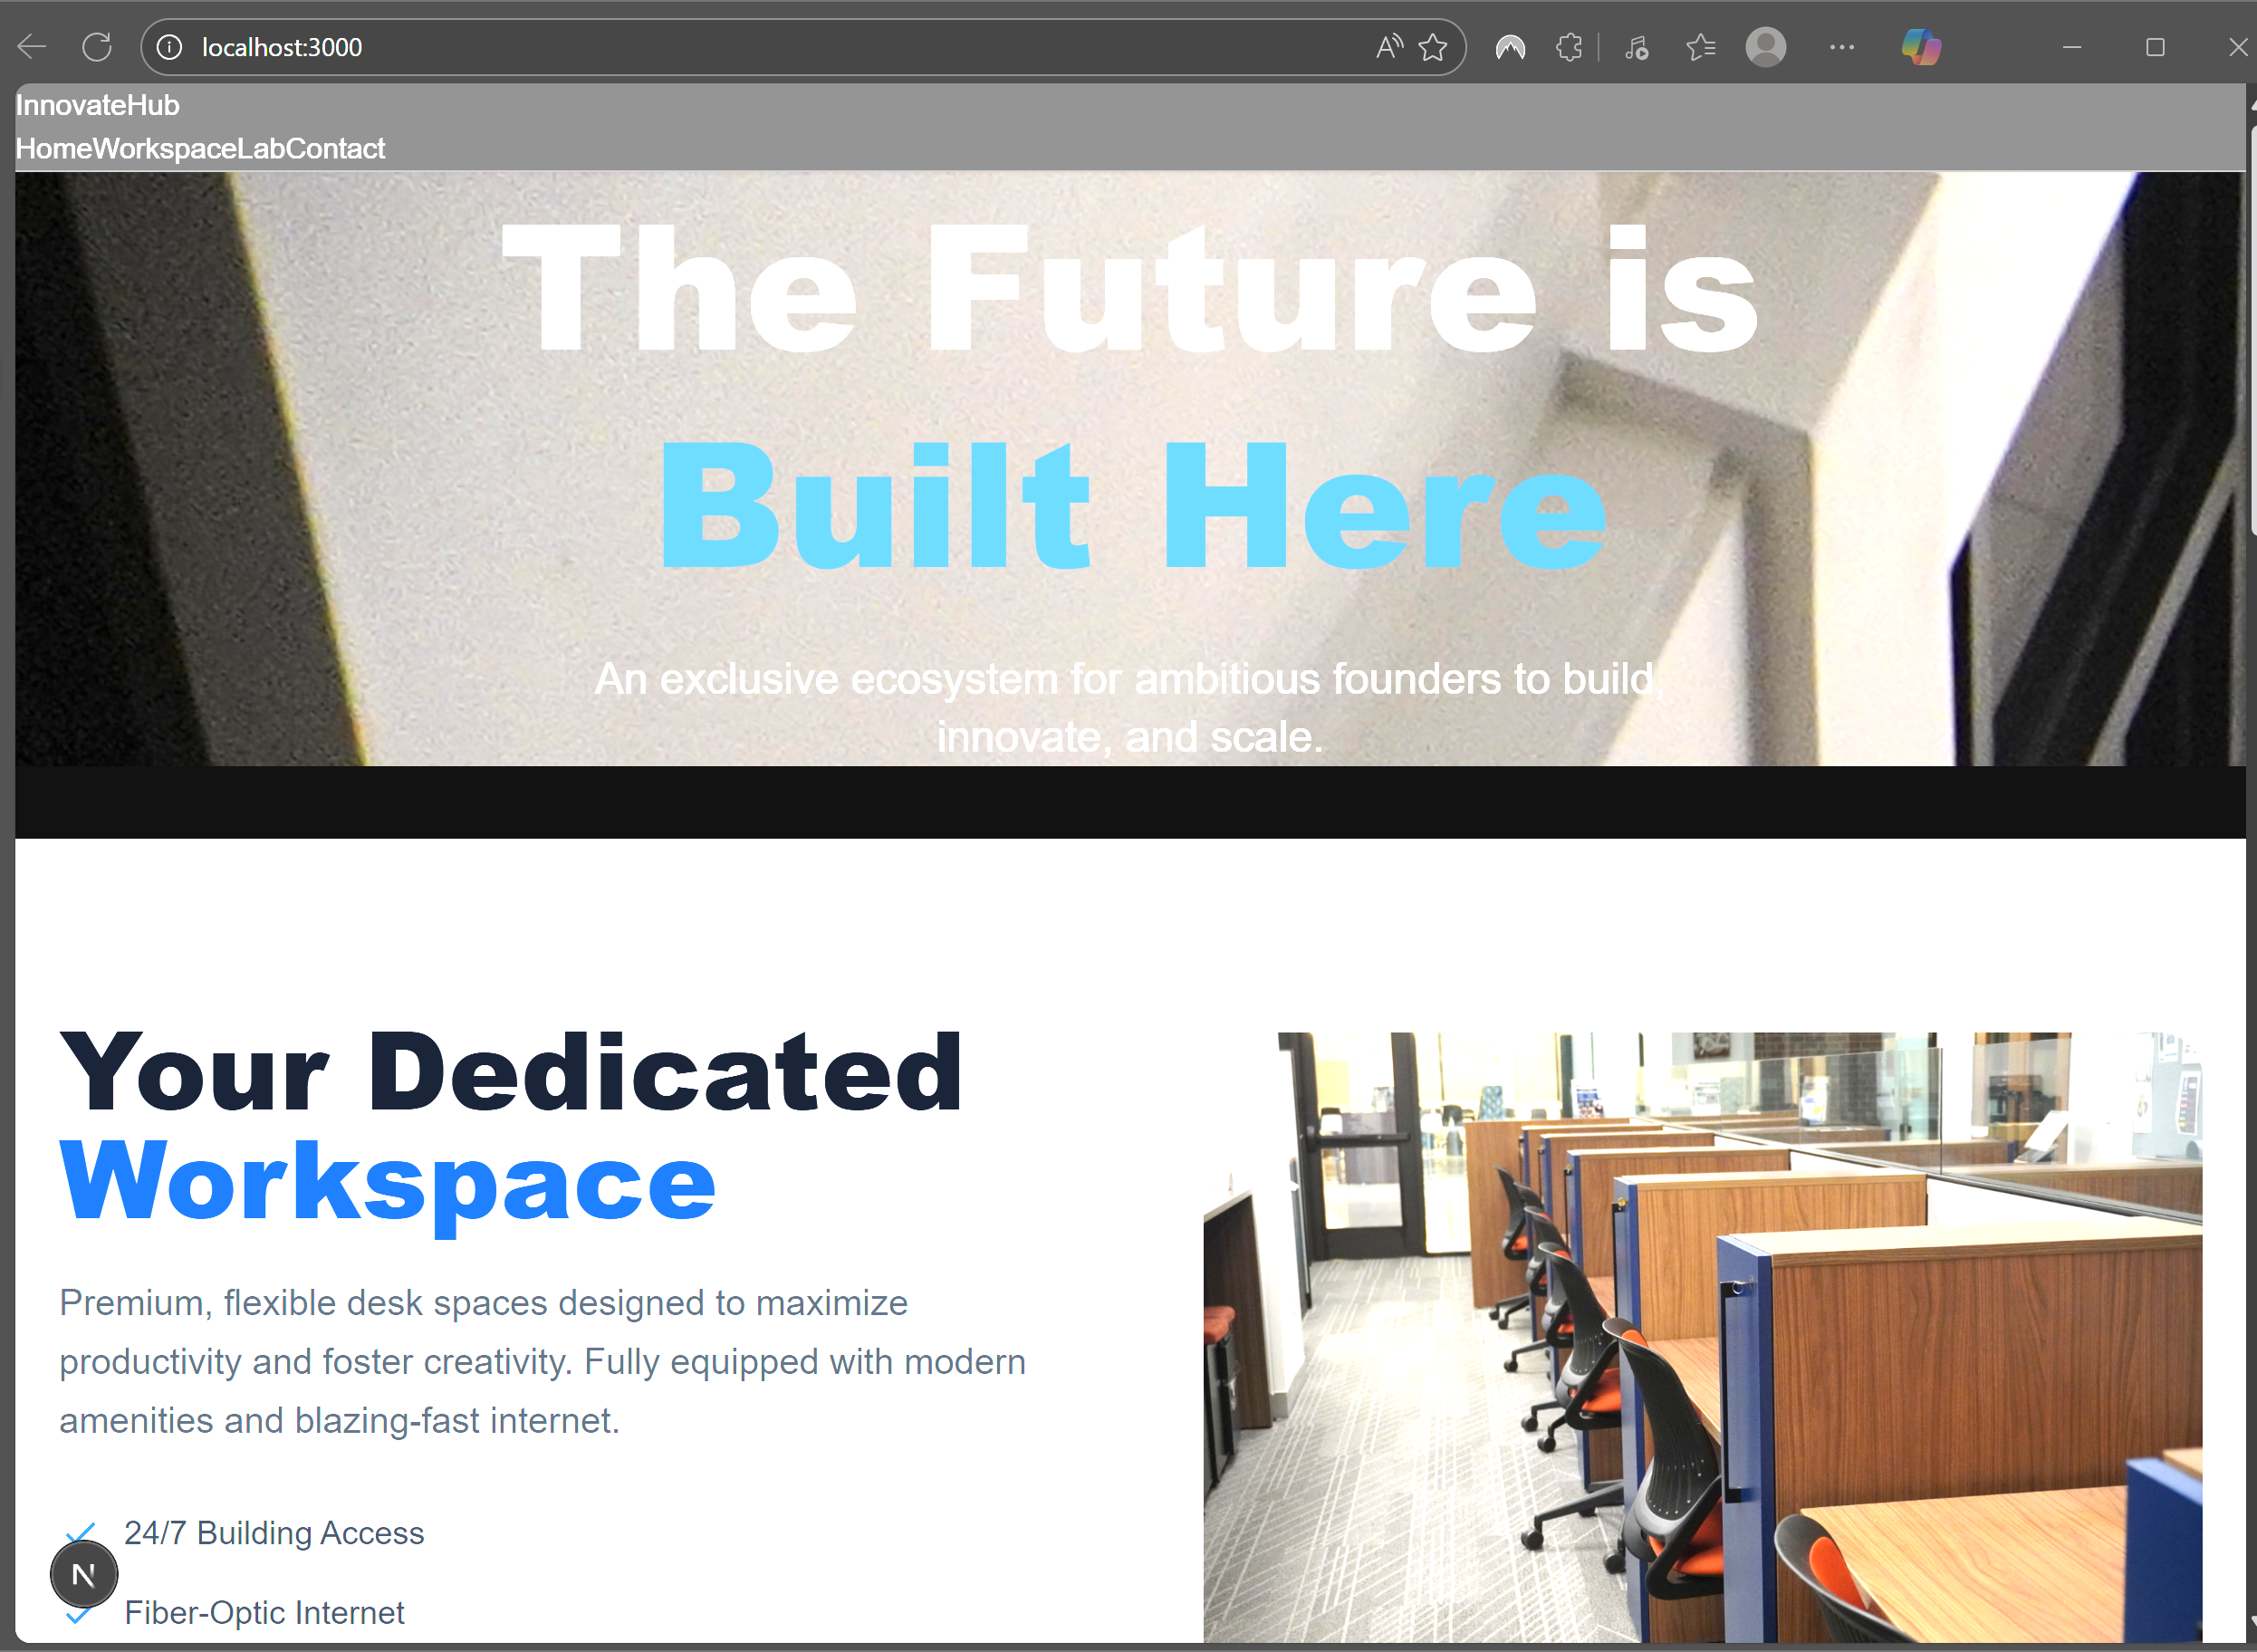 localhost:3000
InnovateHub
HomeWorkspaceLabContact
The Future is
Built Here
An exclusive ecosystem for ambitious founders to build,
innovate, and scale.
Your Dedicated
Workspace
Premium, flexible desk spaces designed to maximize
productivity and foster creativity. Fully equipped with modern
amenities and blazing-fast internet.
24/7 Building Access
N
Fiber-Optic Internet